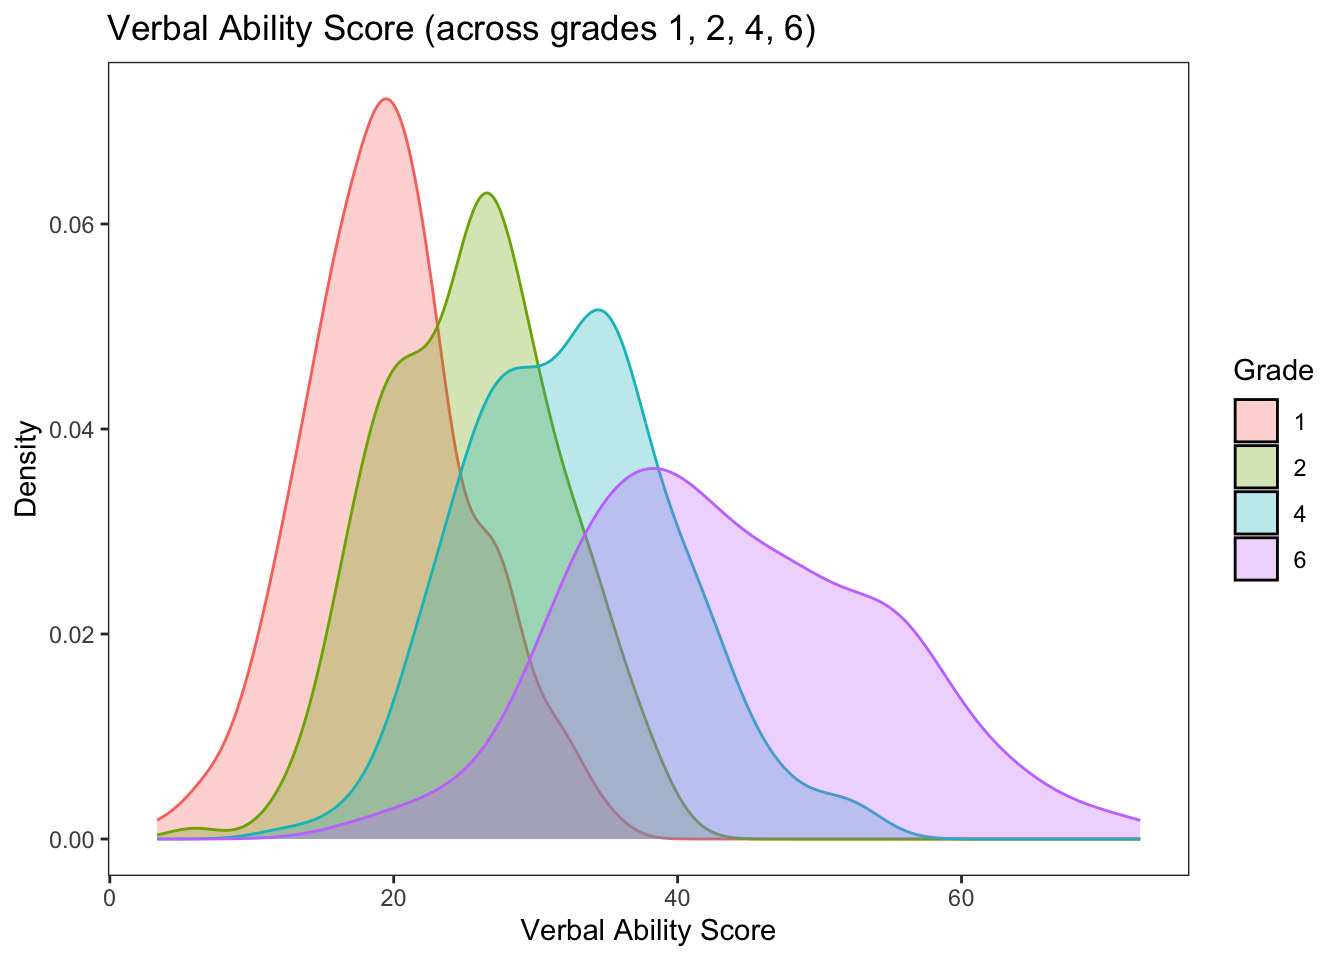 Verbal Ability Score (across grades 1, 2, 4, 6)
0.06
0.04
0.02
0.00
Density
0 20 40 60
Verbal Ability Score
Grade
1
2
4
6